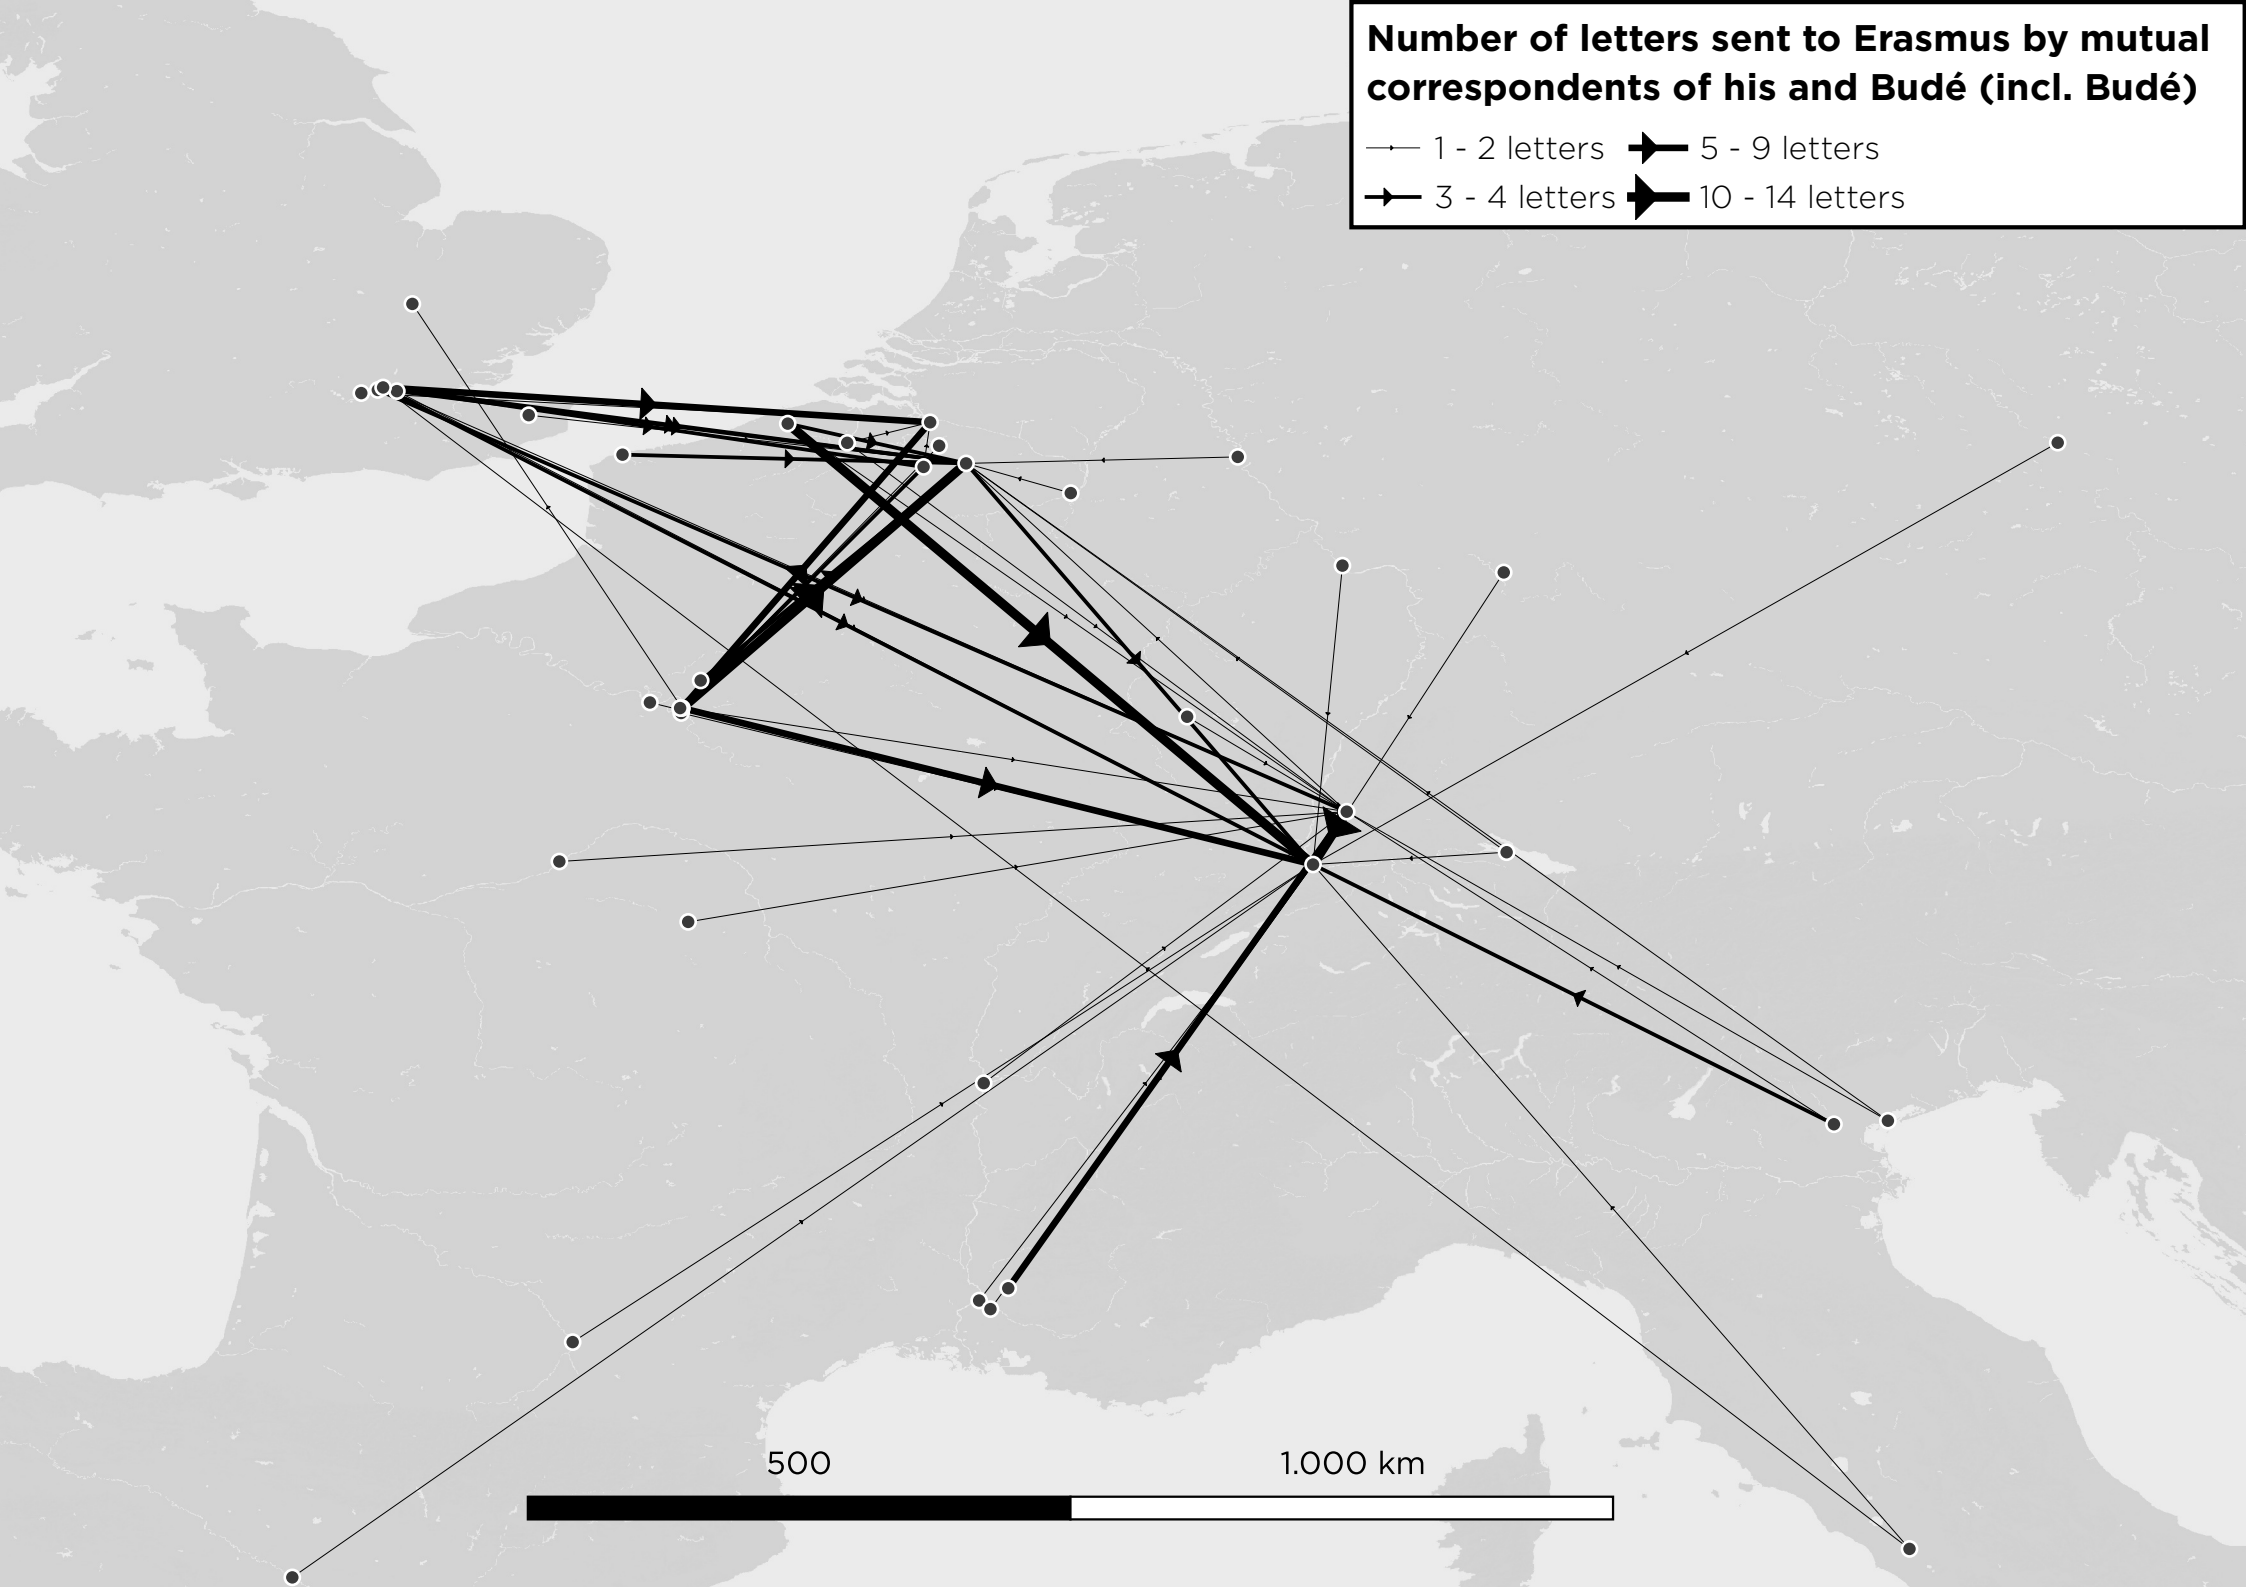 Number of letters sent to Erasmus by mutual
correspondents of his and Budé (incl. Budé)
1 - 2 letters 5 - 9 letters
3 - 4 letters 10 - 14 letters
500 1.000 km